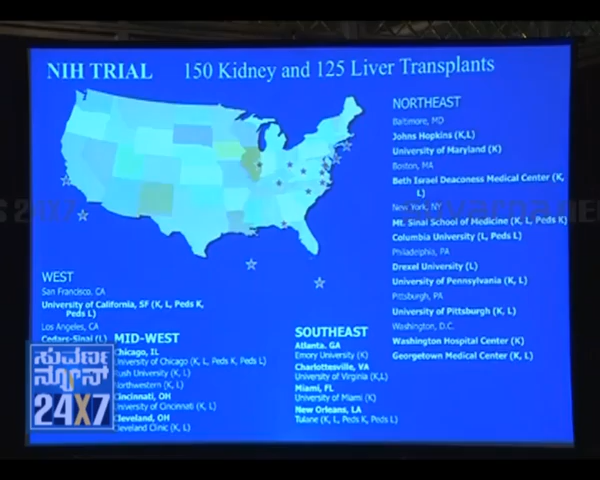 NIH TRIAL 150 Kidney and 125 Liver Transplants
NORTHEAST
Baltimore, MD
Johns Hopkins (K,L)
University of Maryland (K)
Boston, MA
Beth Israel Deaconess Medical Center (K,
L)
New York, NY
Mt. Sinai School of Medicine (K, L, Peds K)
Columbia University (L, Peds L)
Philadelphia, PA
Drexel University (L)
University of Pennsylvania (K, L)
Pittsburg, PA
University of Pittsburgh (K, L)
Washington, D.C.
Washington Hospital Center (K)
Georgetown Medical Center (K, L)
WEST
San Francisco, CA
University of California, SF (K, L, Peds K,
Peds L)
Los Angeles, CA
Cedars-Sinai (L)
MID-WEST
Chicago, IL
University of Chicago (K, L, Peds K, Peds L)
Rush University (K, L)
Northwestern (K, L)
Cincinnati, OH
University of Cincinnati (K, L)
Cleveland, OH
Cleveland Clinic (K, L)
SOUTHEAST
Atlanta. GA
Emory University (K)
Charlottesville, VA
University of Virginia (K,L)
Miami, FL
University of Miami (K)
New Orleans, LA
Tulane (K, L, Peds K, Peds L)
ಸುವರ್ಣ
ನ್ಯೂಸ್
24X7